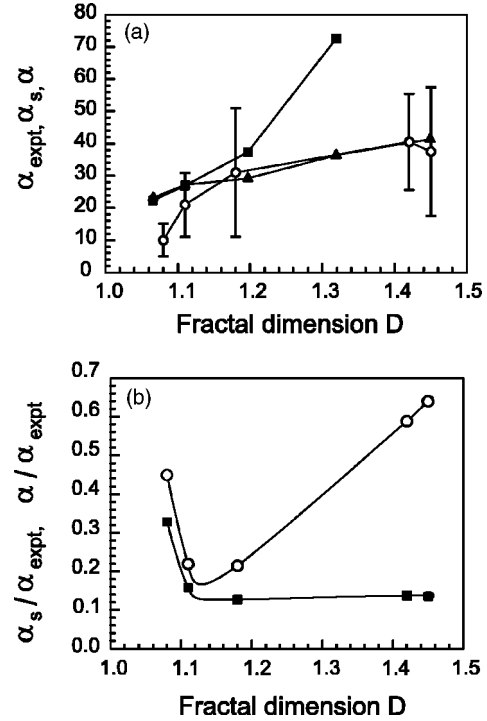 (a)
α_expt, α_s, α
80
70
60
50
40
30
20
10
0
1.0 1.1 1.2 1.3 1.4 1.5
Fractal dimension D
(b)
α_s / α_expt, α / α_expt
0.7
0.6
0.5
0.4
0.3
0.2
0.1
0.0
1.0 1.1 1.2 1.3 1.4 1.5
Fractal dimension D